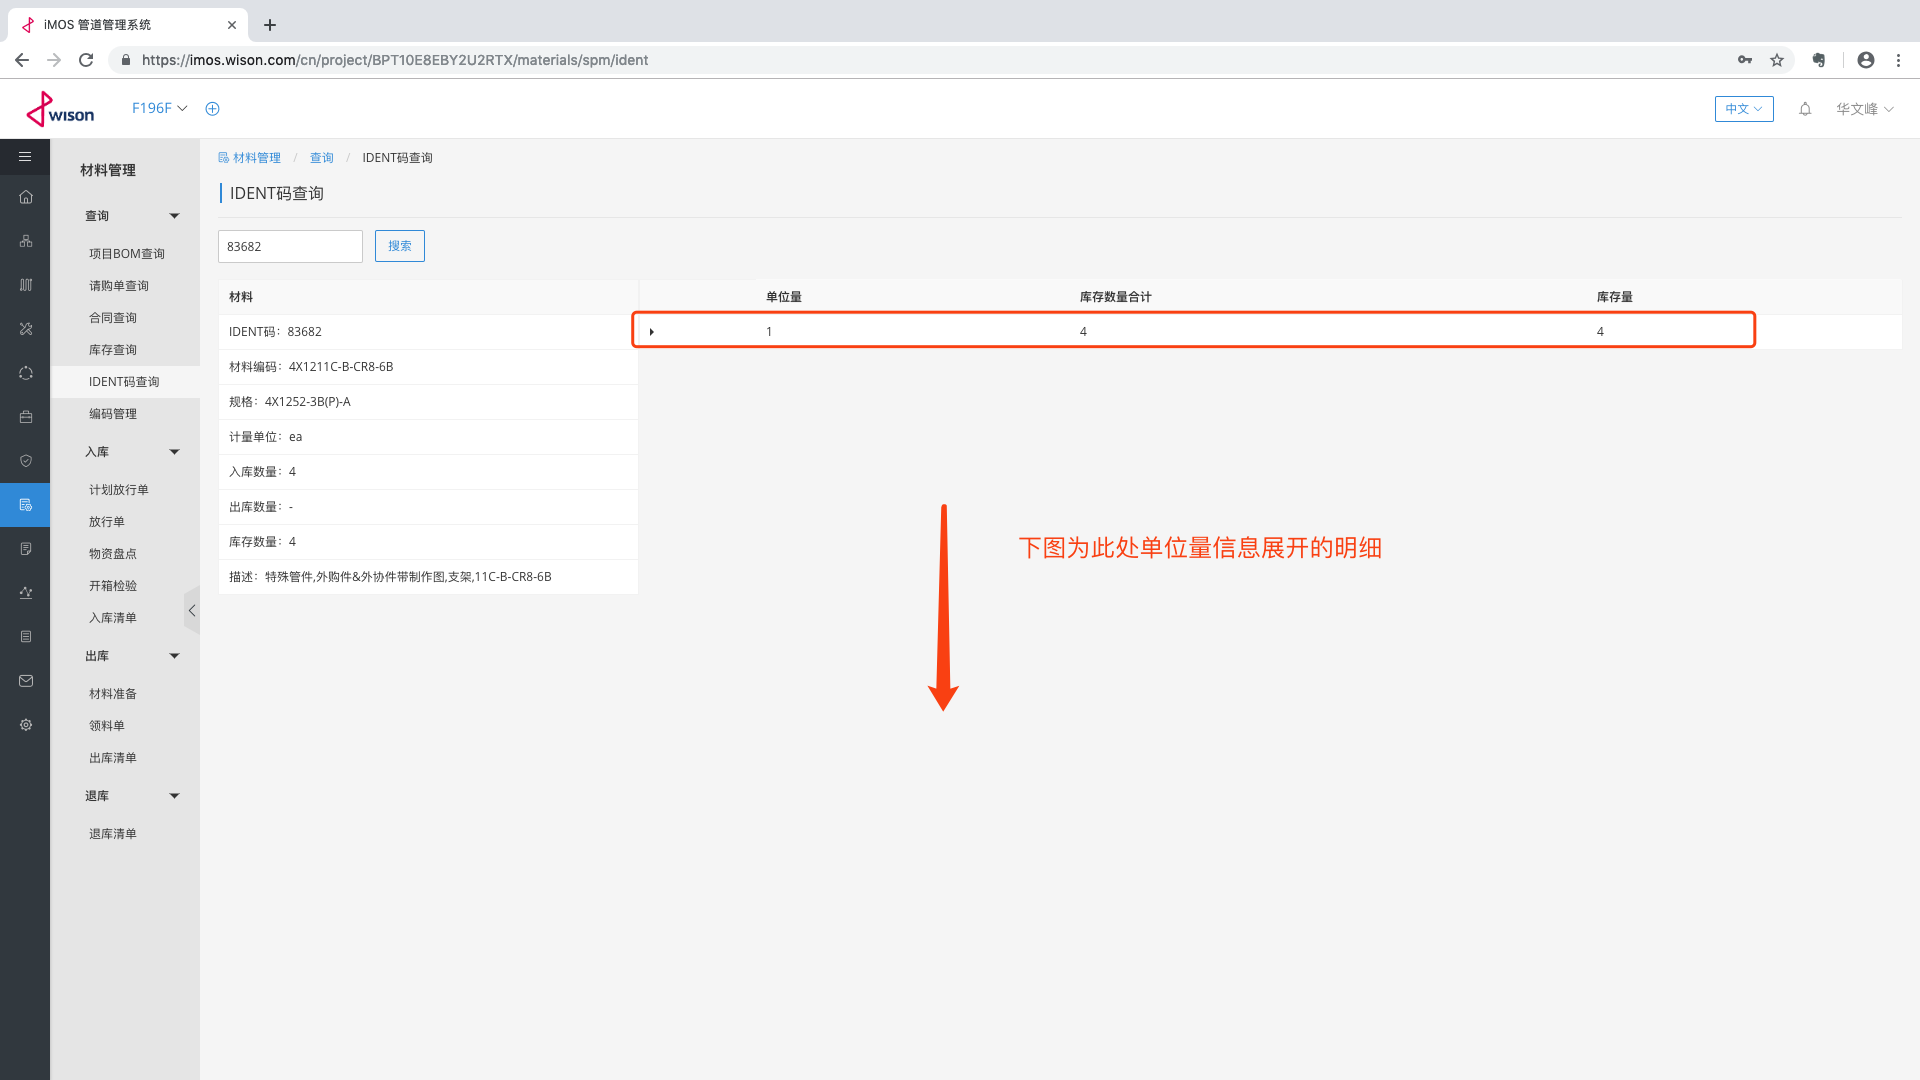 iMOS 管道管理系统
https://imos.wison.com/cn/project/BPT10E8EBY2U2RTX/materials/spm/ident
wison
F196F
中文
华文峰
材料管理
查询
项目BOM查询
请购单查询
合同查询
库存查询
IDENT码查询
编码管理
入库
计划放行单
放行单
物资盘点
开箱检验
入库清单
出库
材料准备
领料单
出库清单
退库
退库清单
材料管理 / 查询 / IDENT码查询
IDENT码查询
83682 搜索
材料 单位量 库存数量合计 库存量
IDENT码：83682 1 4 4
材料编码：4X1211C-B-CR8-6B
规格：4X1252-3B(P)-A
计量单位：ea
入库数量：4
出库数量：-
库存数量：4
描述：特殊管件,外购件&外协件带制作图,支架,11C-B-CR8-6B
下图为此处单位量信息展开的明细